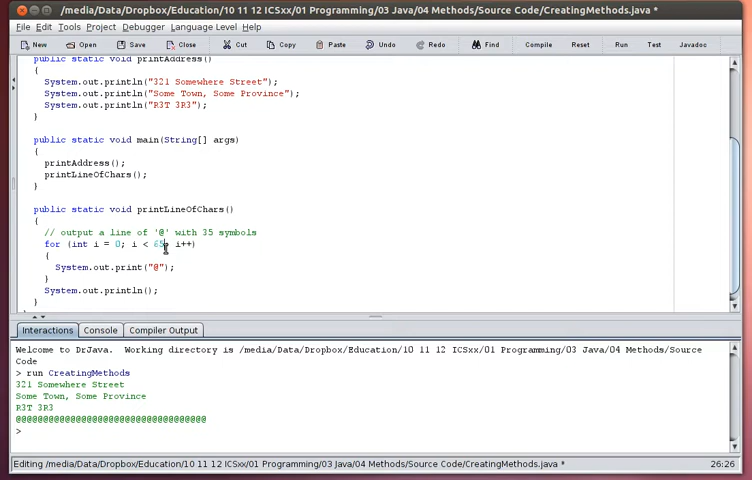 /media/Data/Dropbox/Education/10 11 12 ICSxx/01 Programming/03 Java/04 Methods/Source Code/CreatingMethods.java *
File Edit Tools Project Debugger Language Level Help
New Open Save Close Cut Copy Paste Undo Redo Find Compile Reset Run Test Javadoc
public static void printAddress()
{
System.out.println("321 Somewhere Street");
System.out.println("Some Town, Some Province");
System.out.println("R3T 3R3");
}
public static void main(String[] args)
{
printAddress();
printLineOfChars();
}
public static void printLineOfChars()
{
// output a line of '@' with 35 symbols
for (int i = 0; i < 65; i++)
{
System.out.print("@");
}
System.out.println();
}
Interactions Console Compiler Output
Welcome to DrJava. Working directory is /media/Data/Dropbox/Education/10 11 12 ICSxx/01 Programming/03 Java/04 Methods/Source
Code
> run CreatingMethods
321 Somewhere Street
Some Town, Some Province
R3T 3R3
@@@@@@@@@@@@@@@@@@@@@@@@@@@@@@@@@@@
>
Editing /media/Data/Dropbox/Education/10 11 12 ICSxx/01 Programming/03 Java/04 Methods/Source Code/CreatingMethods.java * 26:26